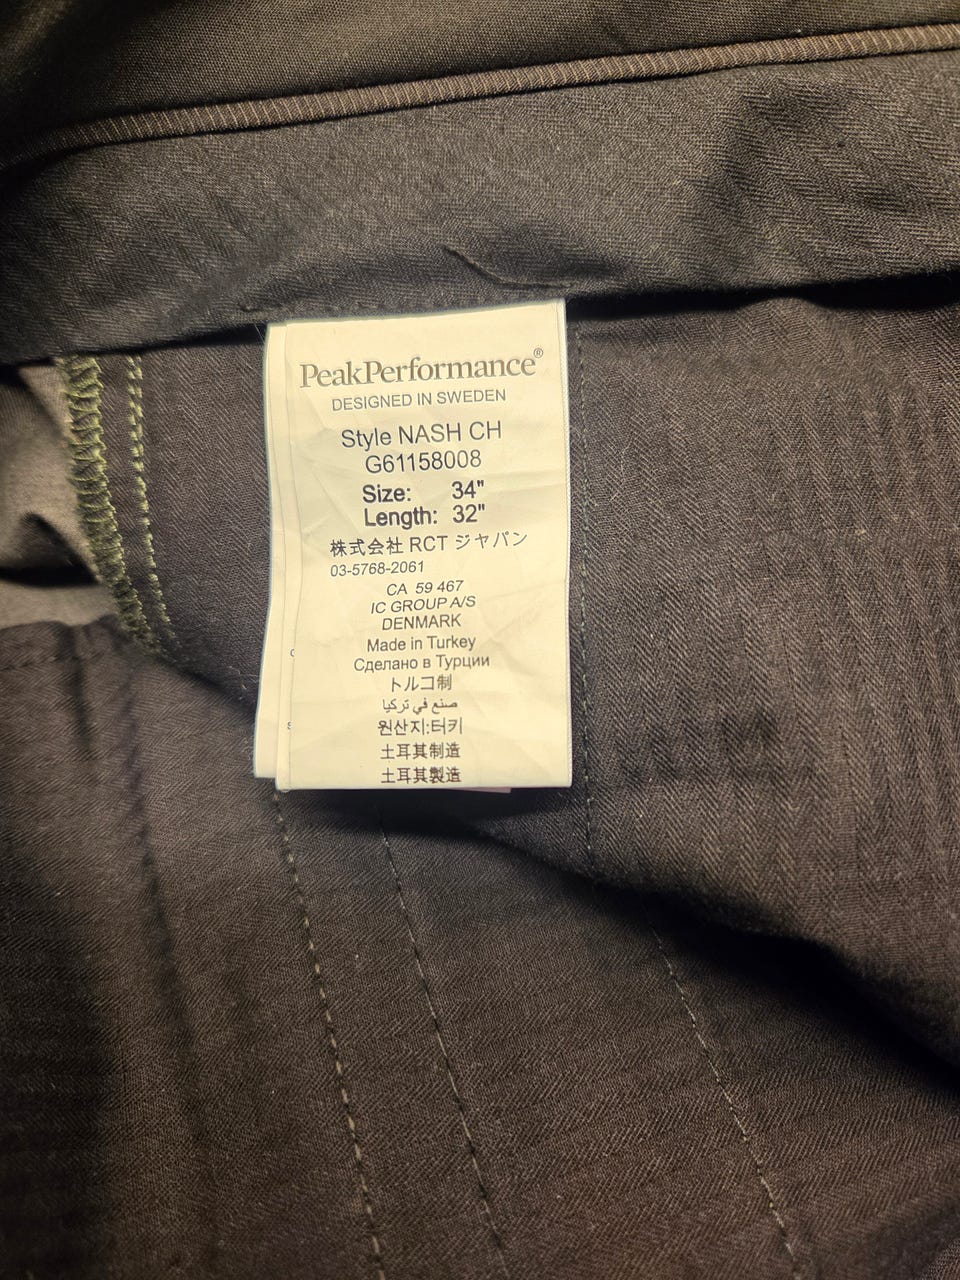 PeakPerformance®
DESIGNED IN SWEDEN
Style NASH CH
G61158008
Size: 34"
Length: 32"
株式会社 RCT ジャパン
03-5768-2061
CA 59 467
IC GROUP A/S
DENMARK
Made in Turkey
Сделано в Турции
トルコ制
صنع في تركيا
원산지:터키
土耳其制造
土耳其製造